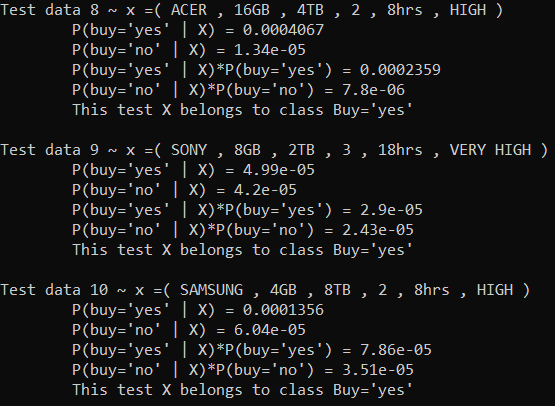 Test data 8 ~ x =( ACER , 16GB , 4TB , 2 , 8hrs , HIGH )
P(buy='yes' | X) = 0.0004067
P(buy='no' | X) = 1.34e-05
P(buy='yes' | X)*P(buy='yes') = 0.0002359
P(buy='no' | X)*P(buy='no') = 7.8e-06
This test X belongs to class Buy='yes'
Test data 9 ~ x =( SONY , 8GB , 2TB , 3 , 18hrs , VERY HIGH )
P(buy='yes' | X) = 4.99e-05
P(buy='no' | X) = 4.2e-05
P(buy='yes' | X)*P(buy='yes') = 2.9e-05
P(buy='no' | X)*P(buy='no') = 2.43e-05
This test X belongs to class Buy='yes'
Test data 10 ~ x =( SAMSUNG , 4GB , 8TB , 2 , 8hrs , HIGH )
P(buy='yes' | X) = 0.0001356
P(buy='no' | X) = 6.04e-05
P(buy='yes' | X)*P(buy='yes') = 7.86e-05
P(buy='no' | X)*P(buy='no') = 3.51e-05
This test X belongs to class Buy='yes'